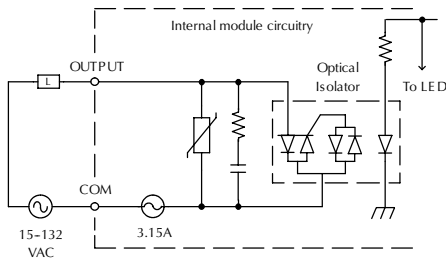 Internal module circuitry
OUTPUT
L
Optical
Isolator
To LED
COM
15–132
VAC
3.15A